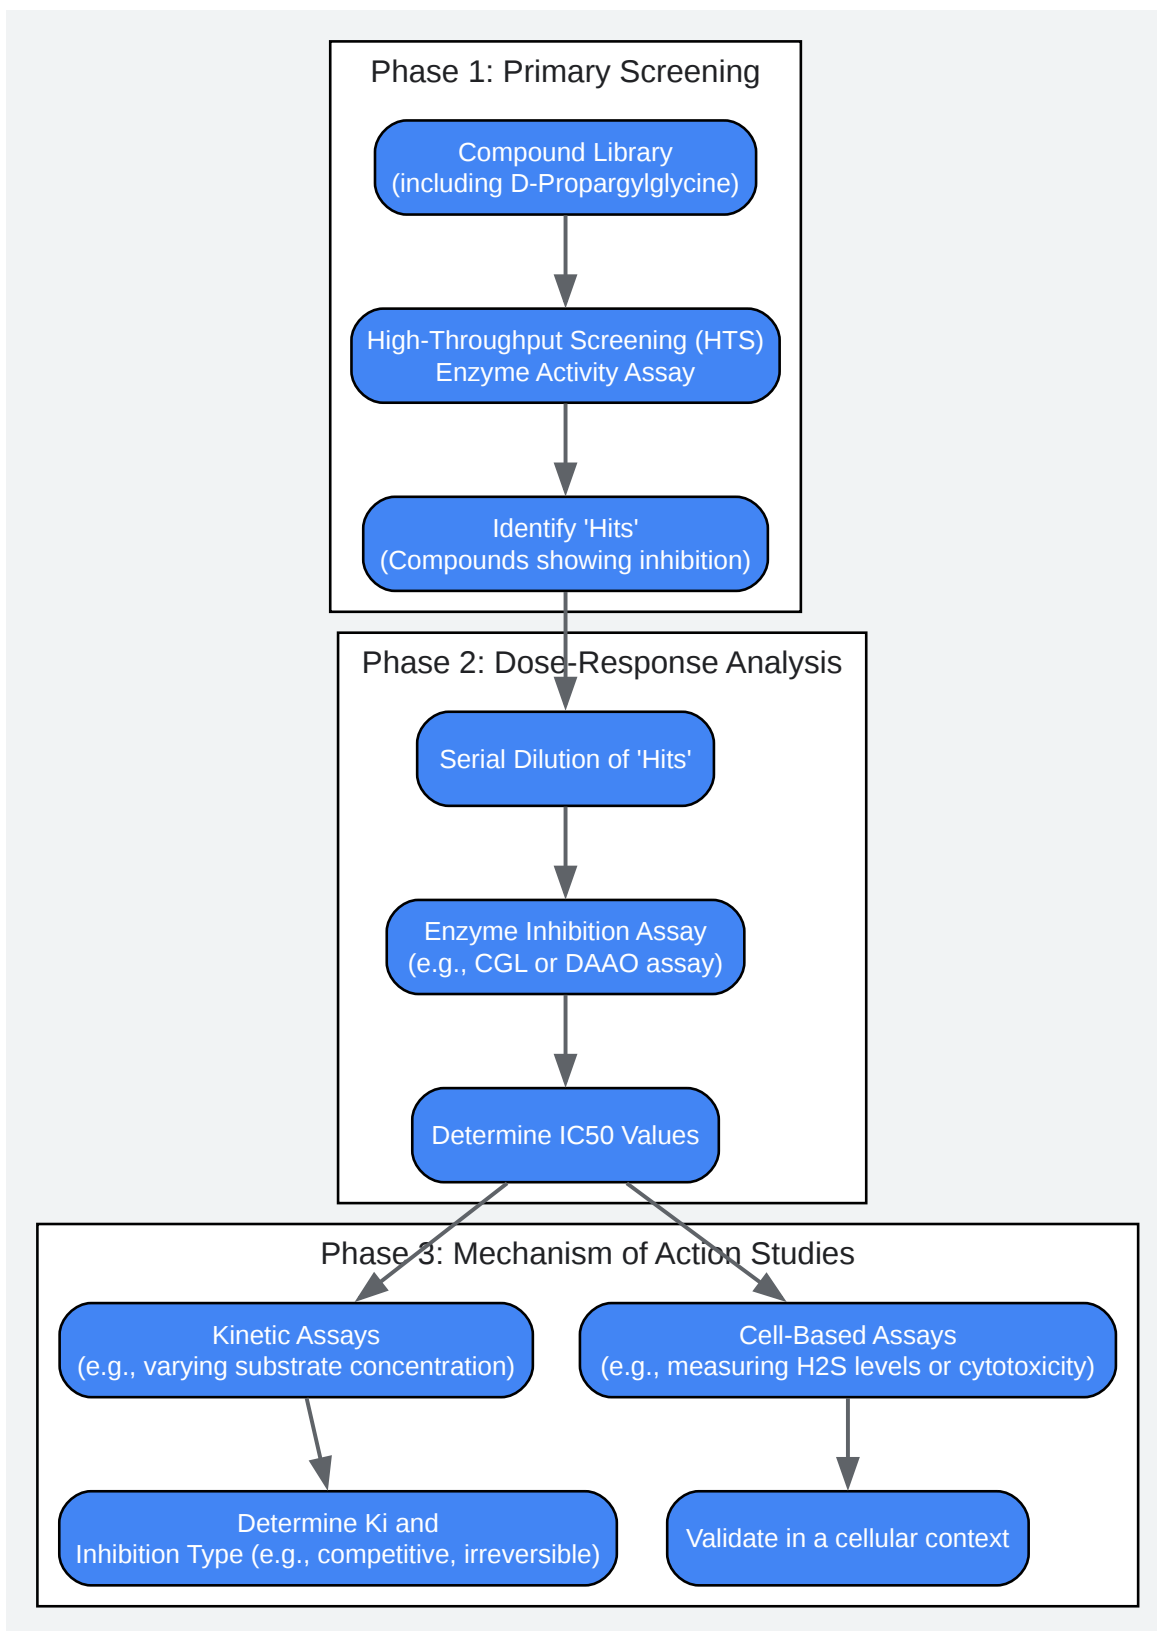 Phase 1: Primary Screening
Compound Library
(including D-Propargylglycine)
High-Throughput Screening (HTS)
Enzyme Activity Assay
Identify 'Hits'
(Compounds showing inhibition)
Phase 2: Dose-Response Analysis
Serial Dilution of 'Hits'
Enzyme Inhibition Assay
(e.g., CGL or DAAO assay)
Determine IC50 Values
Phase 3: Mechanism of Action Studies
Kinetic Assays
(e.g., varying substrate concentration)
Cell-Based Assays
(e.g., measuring H2S levels or cytotoxicity)
Determine Ki and
Inhibition Type (e.g., competitive, irreversible)
Validate in a cellular context